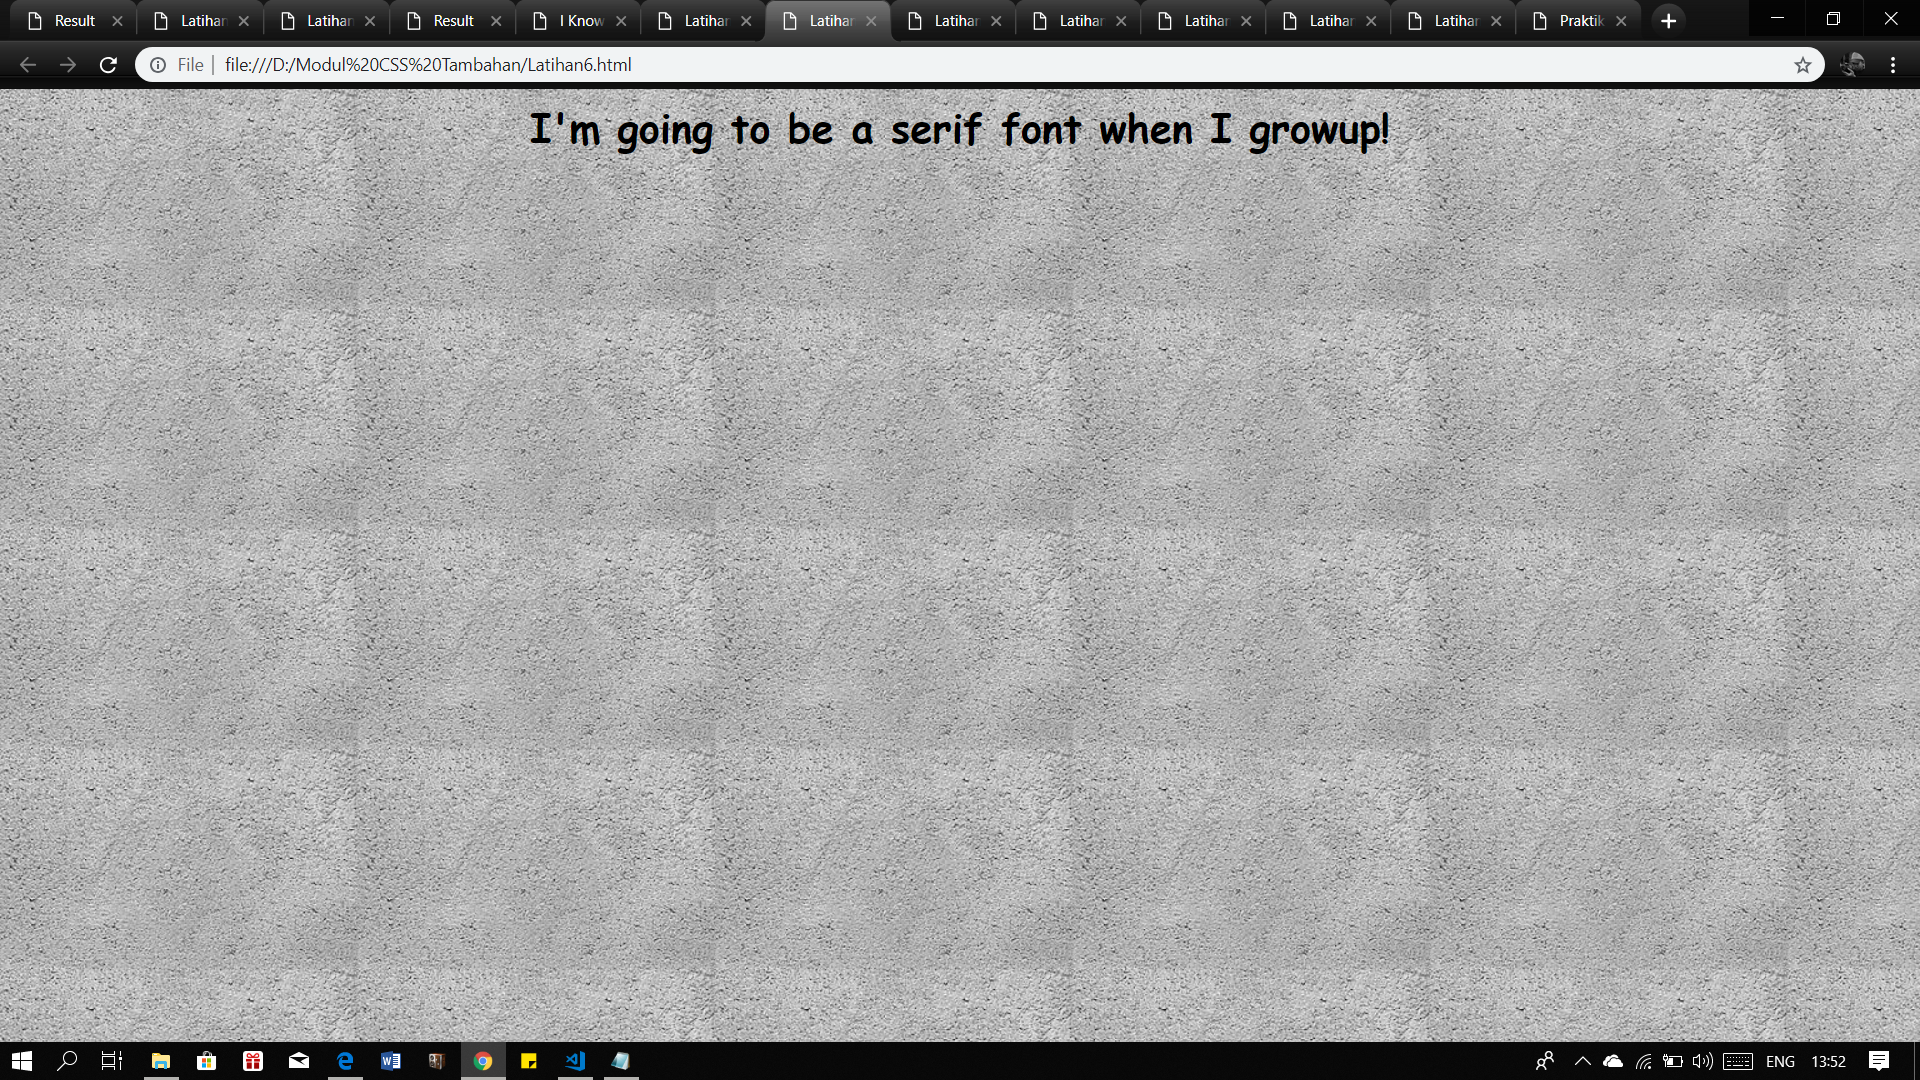 Result
Latihan
Latihan
Result
I Know
Latihan
Latihan
Latihan
Latihan
Latihan
Latihan
Latihan
Praktik
File
file:///D:/Modul%20CSS%20Tambahan/Latihan6.html
I'm going to be a serif font when I growup!
ENG
13:52